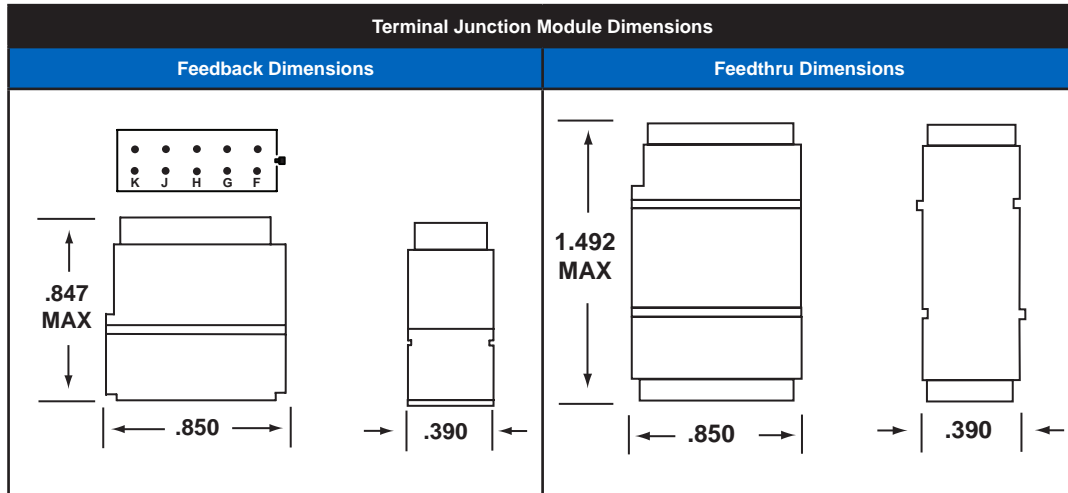 Terminal Junction Module Dimensions
Feedback Dimensions
Feedthru Dimensions
K J H G F
.847
MAX
.850
.390
1.492
MAX
.850
.390